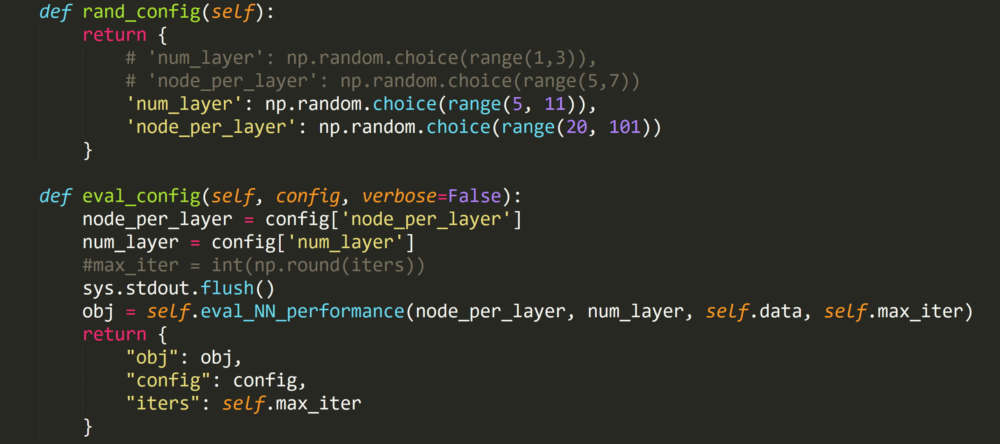 def rand_config(self):
    return {
        # 'num_layer': np.random.choice(range(1,3)),
        # 'node_per_layer': np.random.choice(range(5,7))
        'num_layer': np.random.choice(range(5, 11)),
        'node_per_layer': np.random.choice(range(20, 101))
    }

def eval_config(self, config, verbose=False):
    node_per_layer = config['node_per_layer']
    num_layer = config['num_layer']
    #max_iter = int(np.round(iters))
    sys.stdout.flush()
    obj = self.eval_NN_performance(node_per_layer, num_layer, self.data, self.max_iter)
    return {
        "obj": obj,
        "config": config,
        "iters": self.max_iter
    }